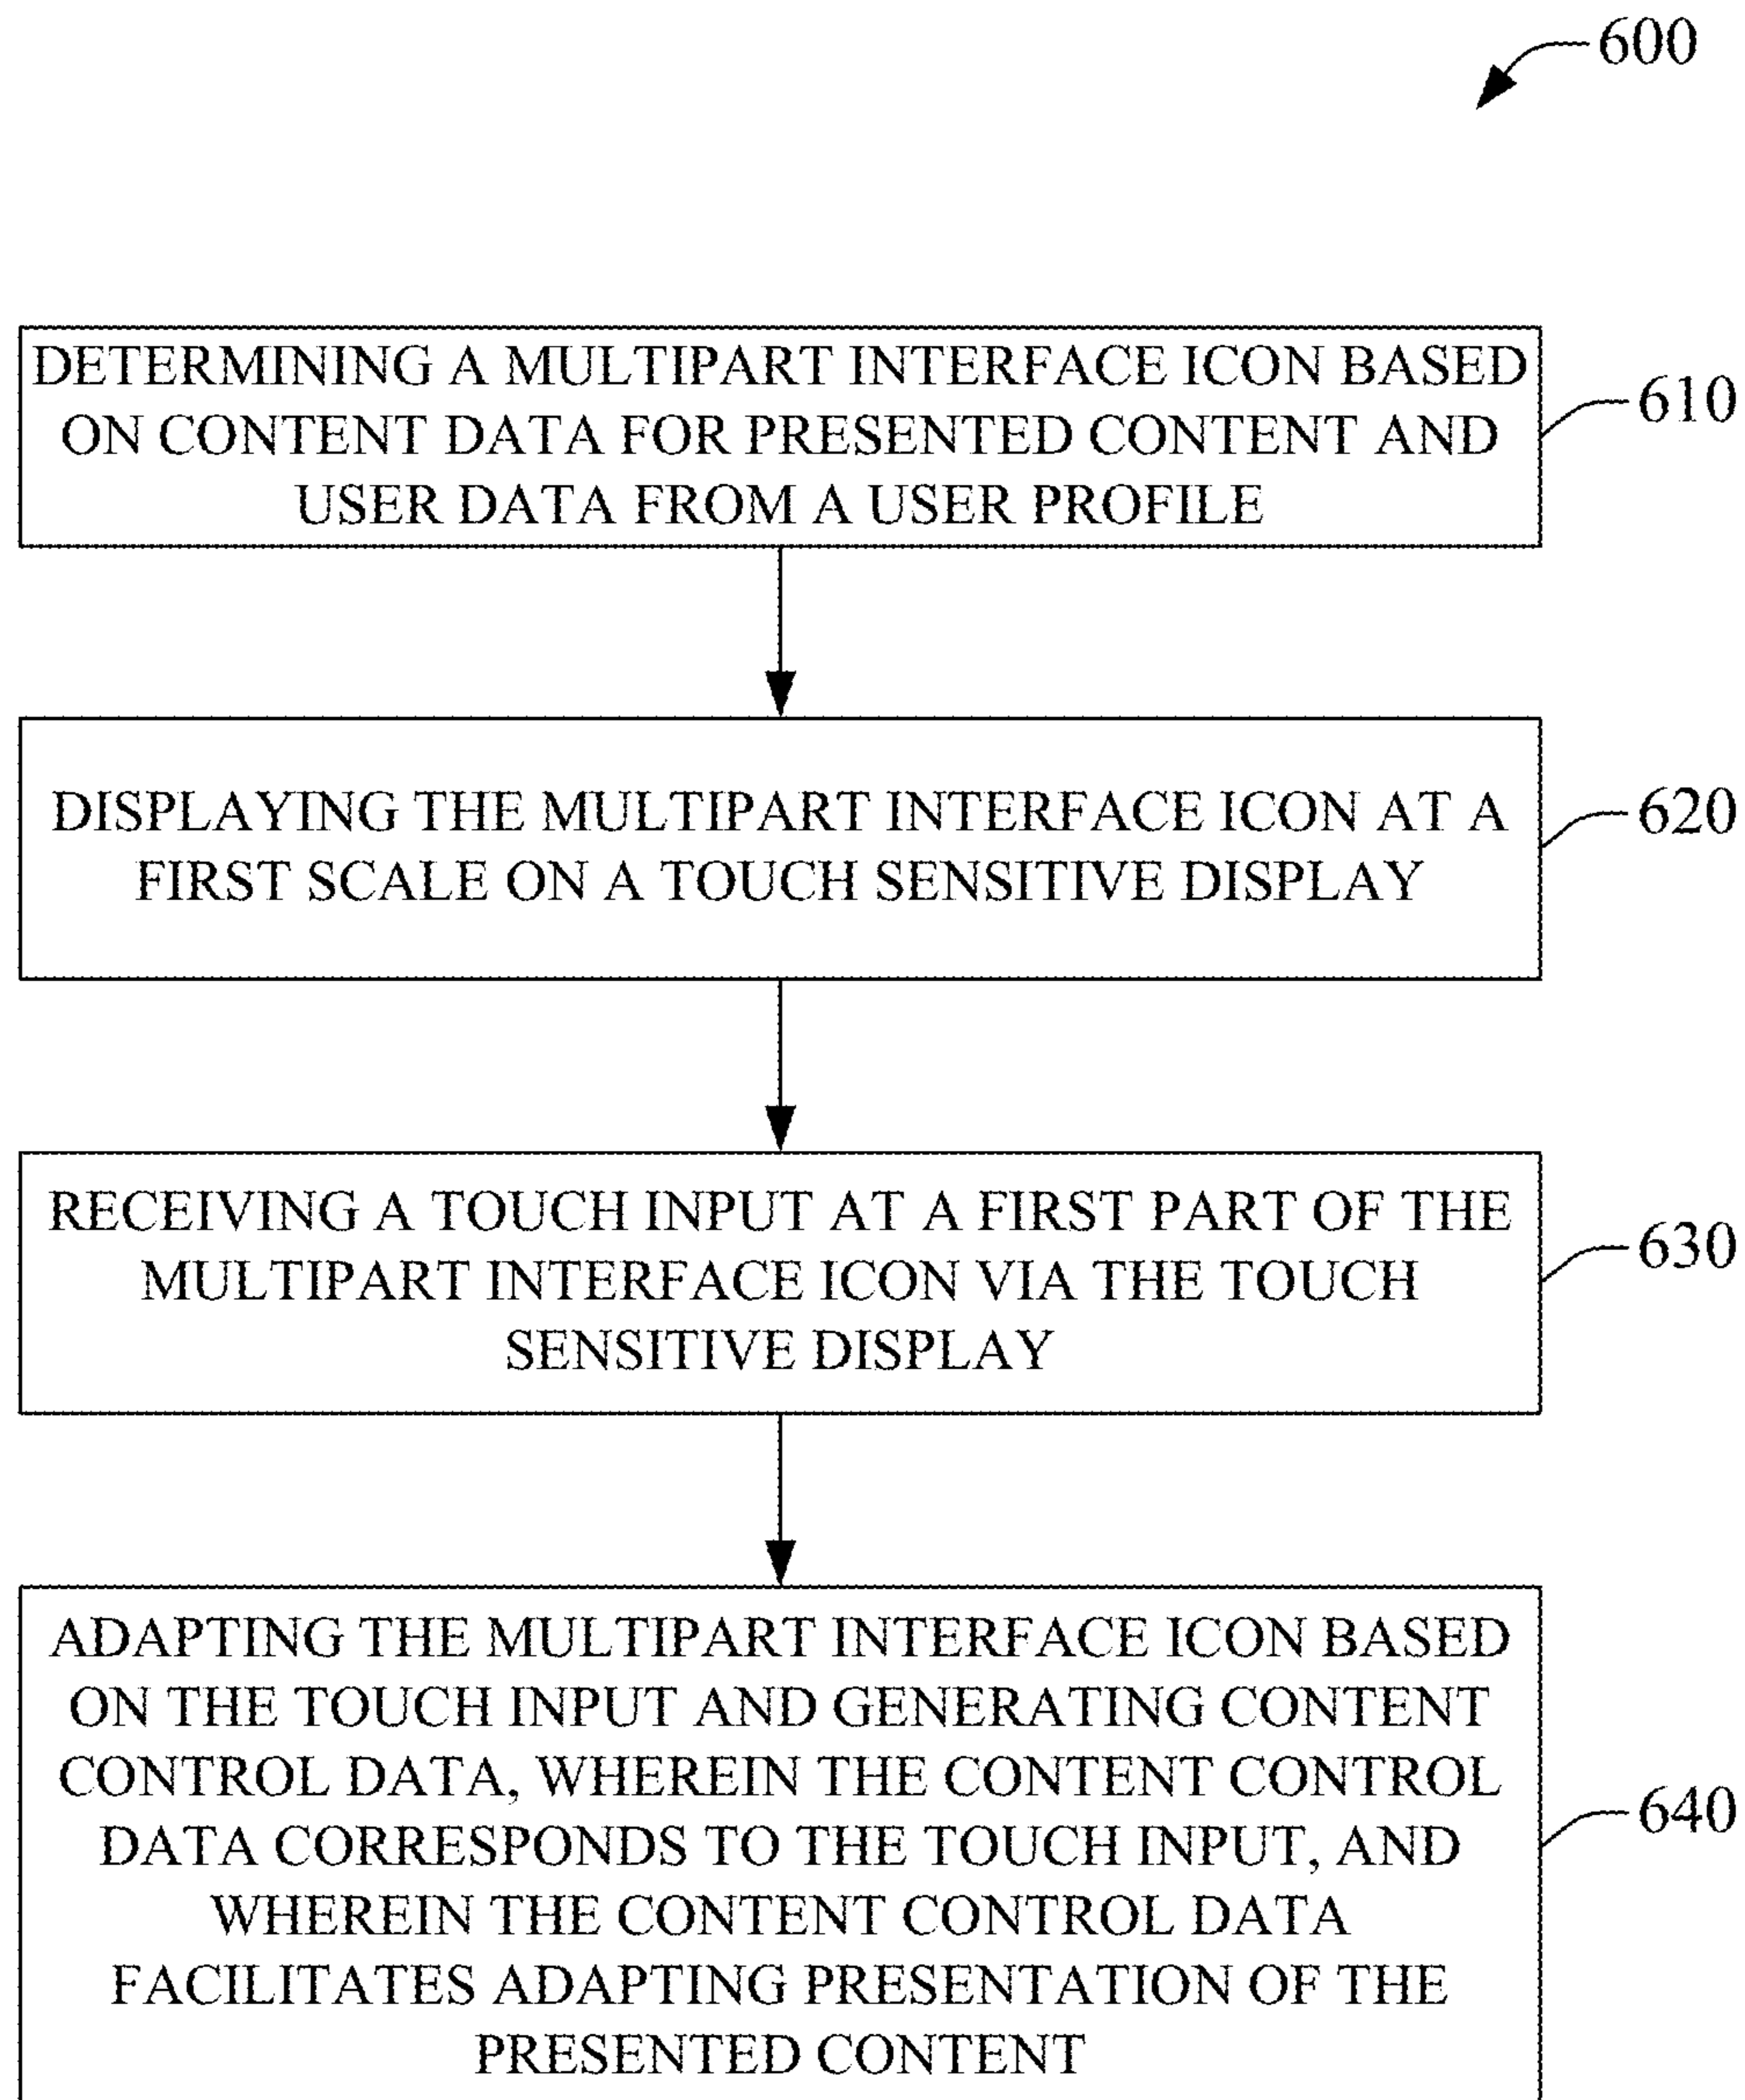 600
DETERMINING A MULTIPART INTERFACE ICON BASED
ON CONTENT DATA FOR PRESENTED CONTENT AND
USER DATA FROM A USER PROFILE
610
DISPLAYING THE MULTIPART INTERFACE ICON AT A
FIRST SCALE ON A TOUCH SENSITIVE DISPLAY
620
RECEIVING A TOUCH INPUT AT A FIRST PART OF THE
MULTIPART INTERFACE ICON VIA THE TOUCH
SENSITIVE DISPLAY
630
ADAPTING THE MULTIPART INTERFACE ICON BASED
ON THE TOUCH INPUT AND GENERATING CONTENT
CONTROL DATA, WHEREIN THE CONTENT CONTROL
DATA CORRESPONDS TO THE TOUCH INPUT, AND
WHEREIN THE CONTENT CONTROL DATA
FACILITATES ADAPTING PRESENTATION OF THE
PRESENTED CONTENT
640